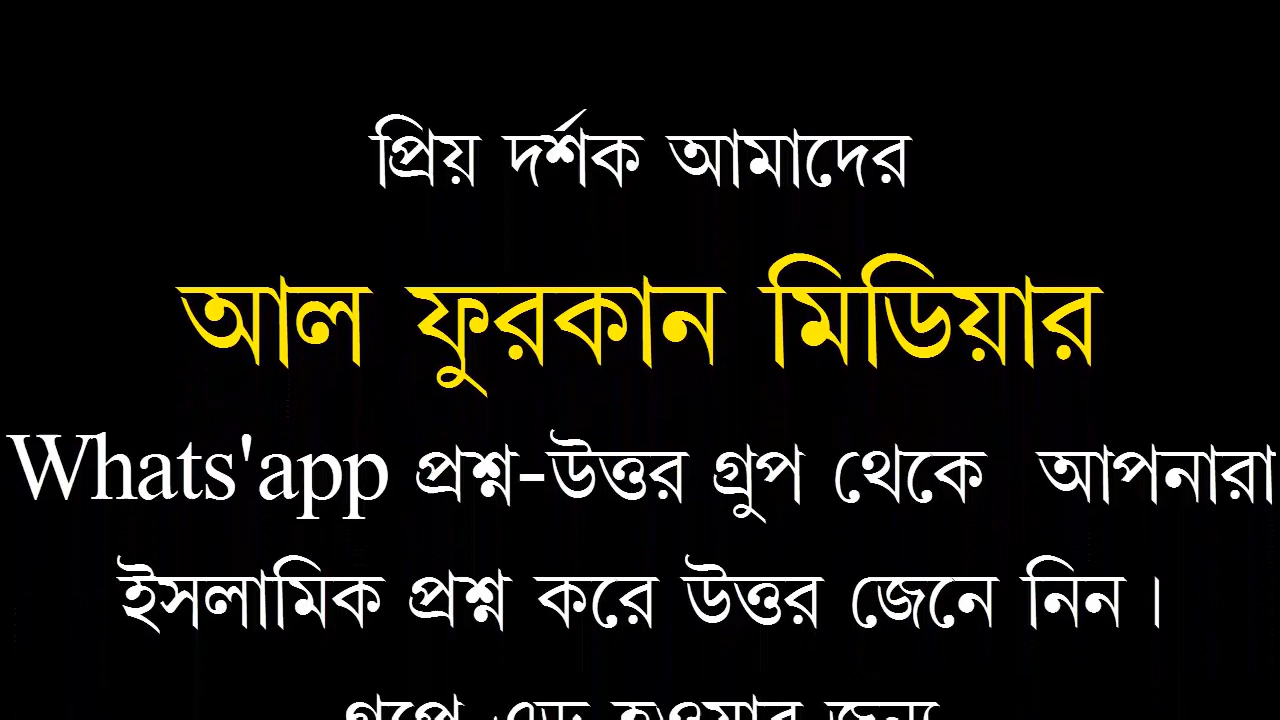 প্রিয় দর্শক আমাদের
আল ফুরকান মিডিয়ার
Whats'app প্রশ্ন-উত্তর গ্রুপ থেকে আপনারা
ইসলামিক প্রশ্ন করে উত্তর জেনে নিন।